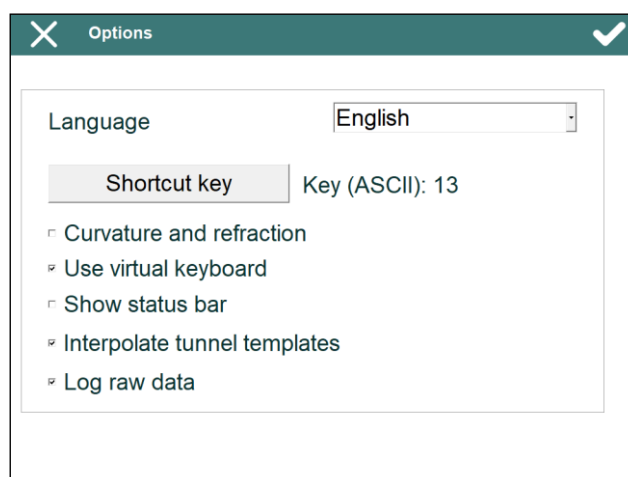 Options
Language English
Shortcut key Key (ASCII): 13
Curvature and refraction
Use virtual keyboard
Show status bar
Interpolate tunnel templates
Log raw data